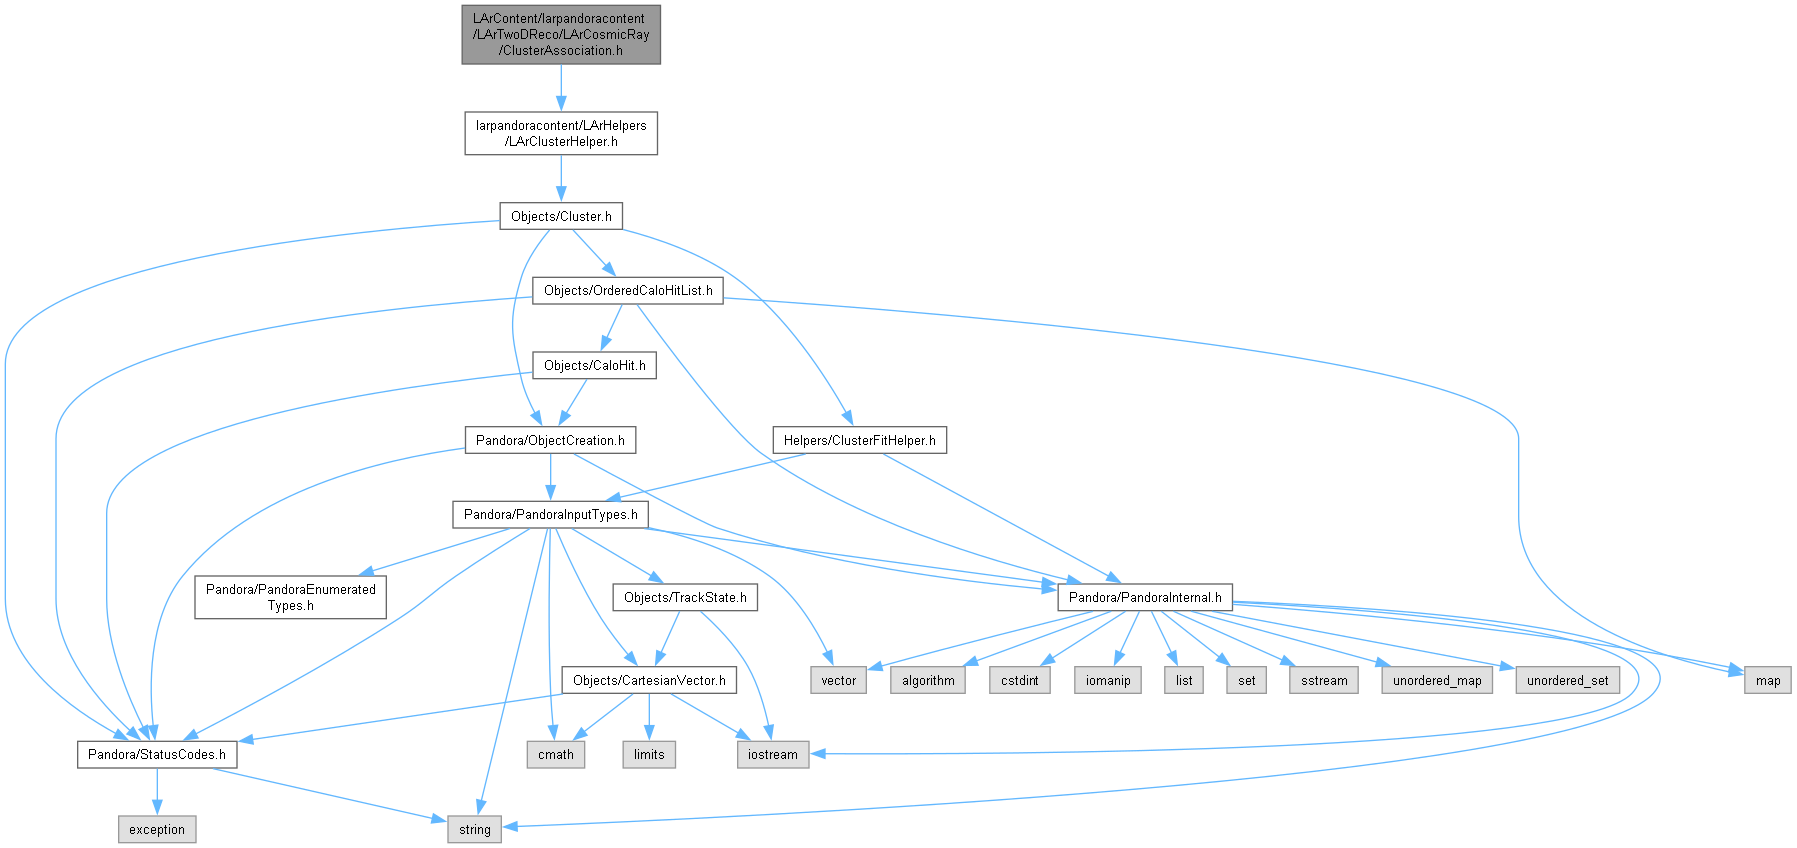 LArContent/larpandoracontent
/LArTwoDReco/LArCosmicRay
/ClusterAssociation.h
larpandoracontent/LArHelpers
/LArClusterHelper.h
Objects/Cluster.h
Objects/OrderedCaloHitList.h
Objects/CaloHit.h
Pandora/ObjectCreation.h
Helpers/ClusterFitHelper.h
Pandora/PandoraInputTypes.h
Pandora/PandoraEnumerated
Types.h
Objects/TrackState.h
Pandora/PandoraInternal.h
Objects/CartesianVector.h
vector
algorithm
cstdint
iomanip
list
set
sstream
unordered_map
unordered_set
map
Pandora/StatusCodes.h
cmath
limits
iostream
exception
string